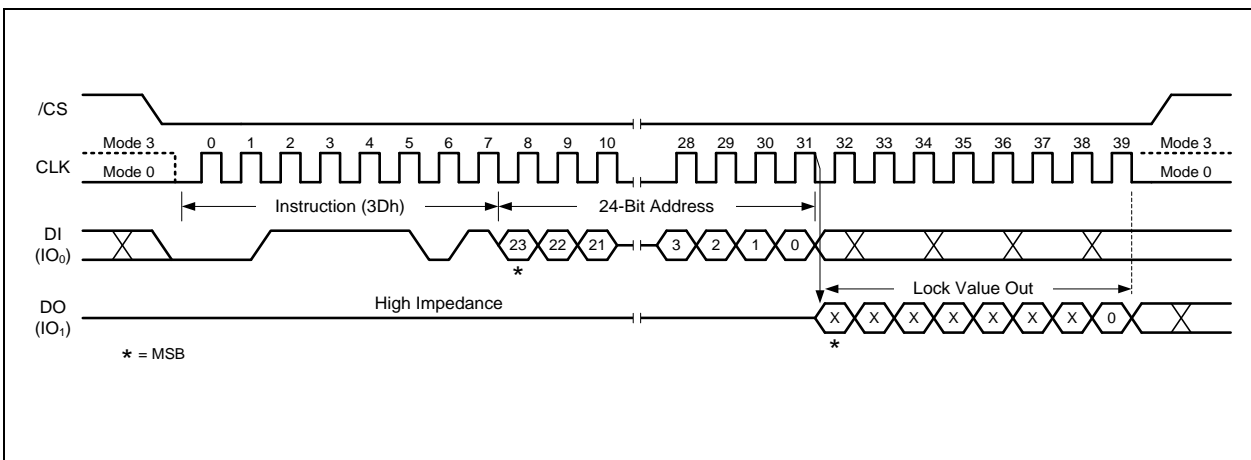 /CS
Mode 3 0 1 2 3 4 5 6 7 8 9 10 28 29 30 31 32 33 34 35 36 37 38 39 Mode 3
CLK
Mode 0 Mode 0
Instruction (3Dh) 24-Bit Address
DI
(IO₀)
23 22 21 3 2 1 0
*
High Impedance
Lock Value Out
DO
(IO₁)
X X X X X X X 0
*
* = MSB